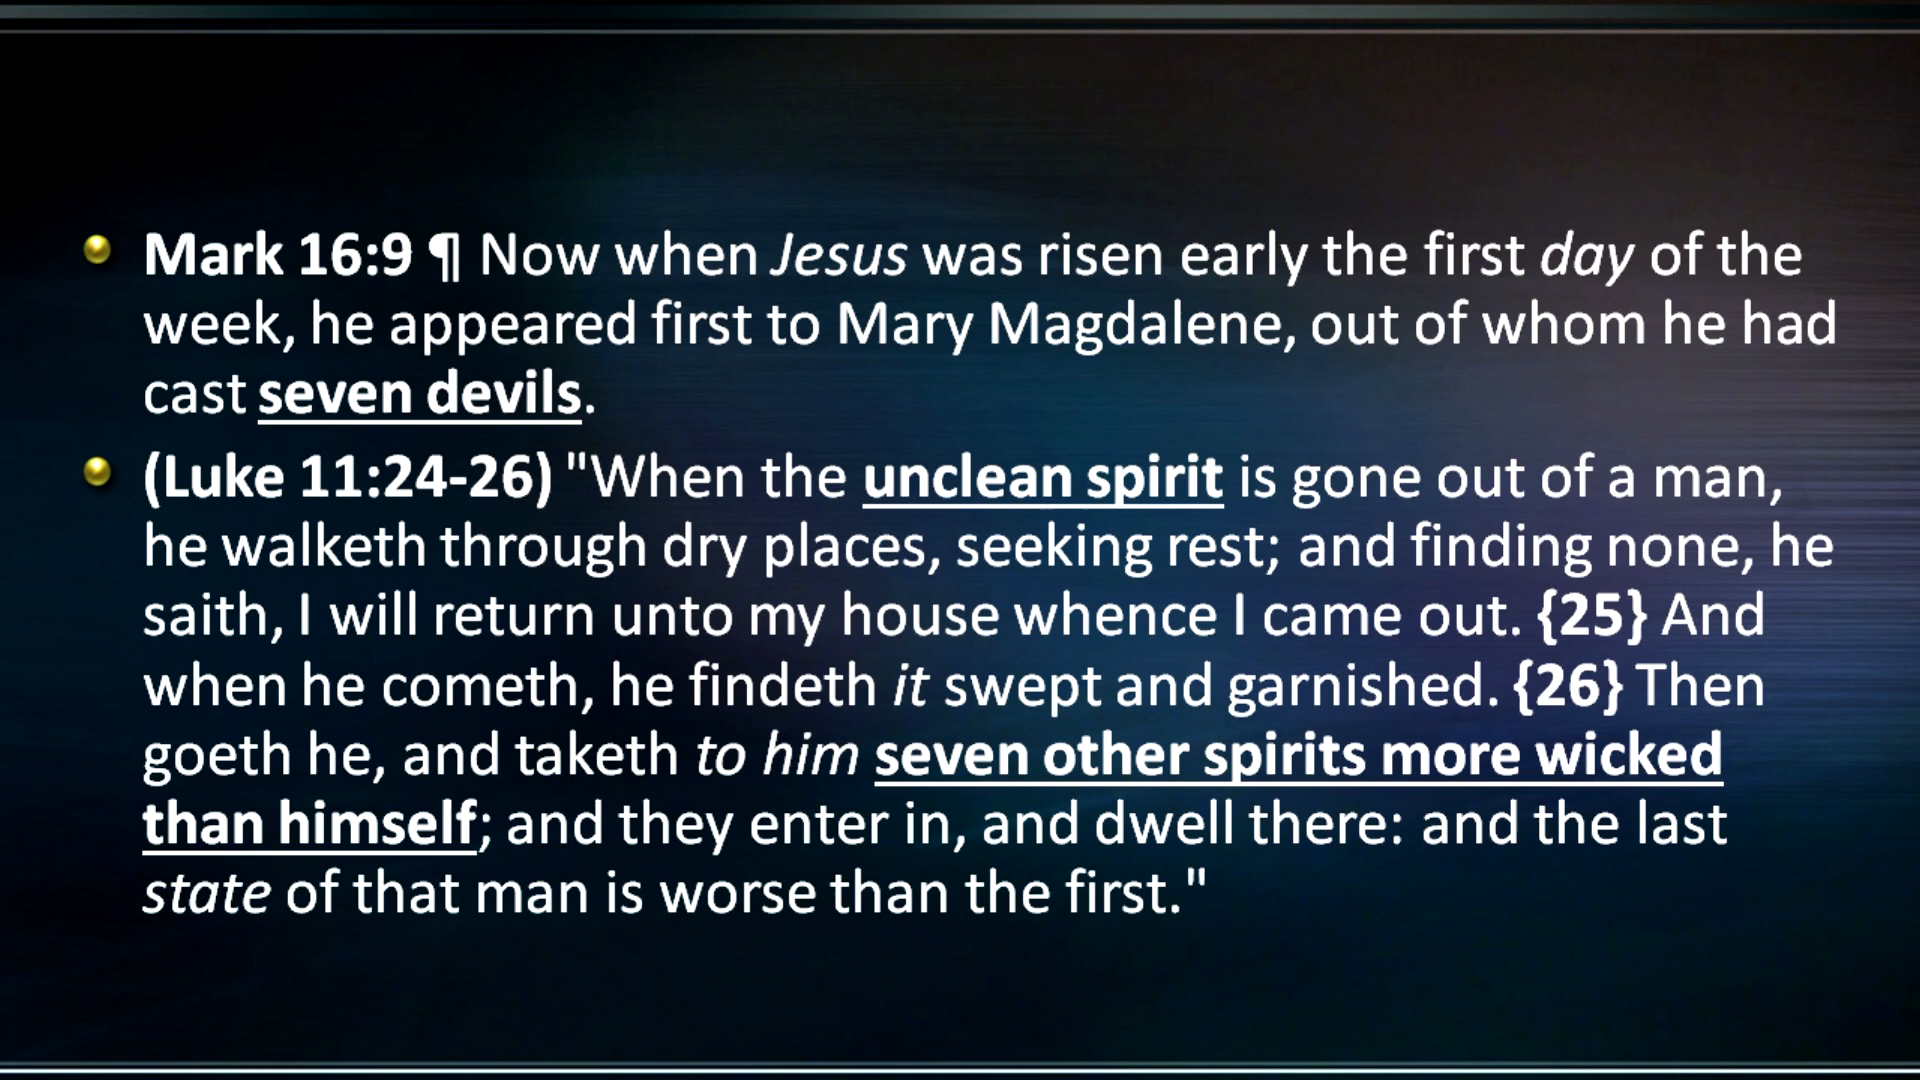 Mark 16:9 ¶ Now when Jesus was risen early the first day of the
week, he appeared first to Mary Magdalene, out of whom he had
cast seven devils.
(Luke 11:24-26) "When the unclean spirit is gone out of a man,
he walketh through dry places, seeking rest; and finding none, he
saith, I will return unto my house whence I came out. {25} And
when he cometh, he findeth it swept and garnished. {26} Then
goeth he, and taketh to him seven other spirits more wicked
than himself; and they enter in, and dwell there: and the last
state of that man is worse than the first."